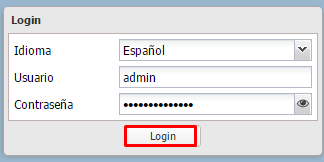 Login
Idioma Español
Usuario admin
Contraseña ••••••••••••••
Login